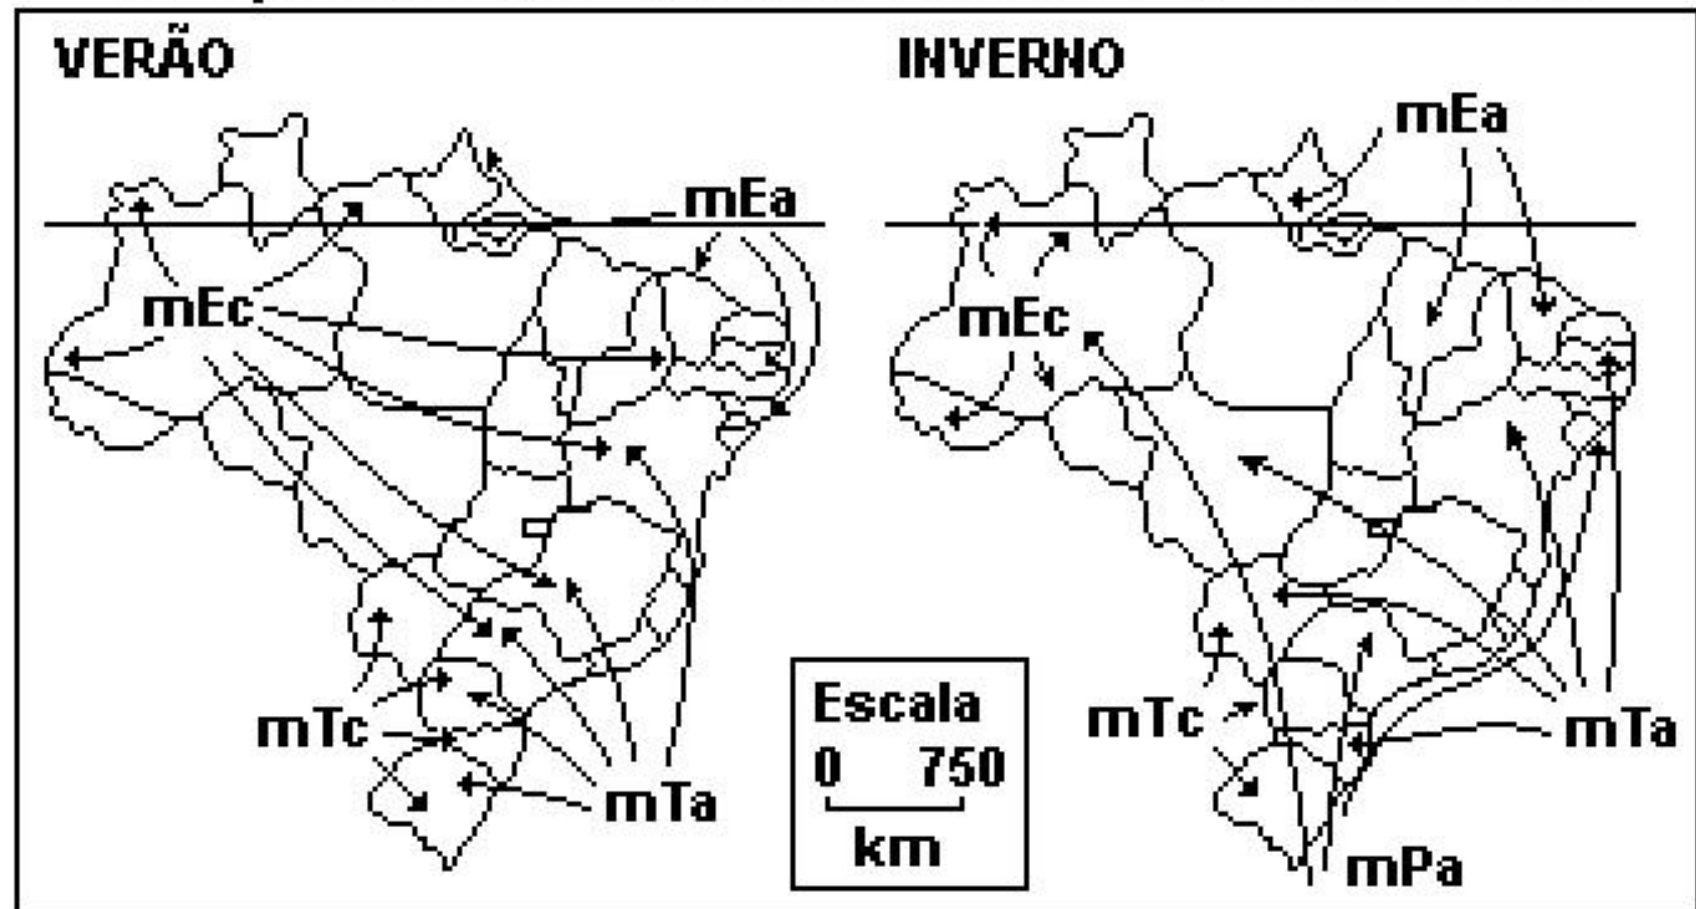 VERÃO
mEa
mEc
mTc
mTa
INVERNO
mEa
mEc
mTc
mTa
mPa
Escala
0 750
km